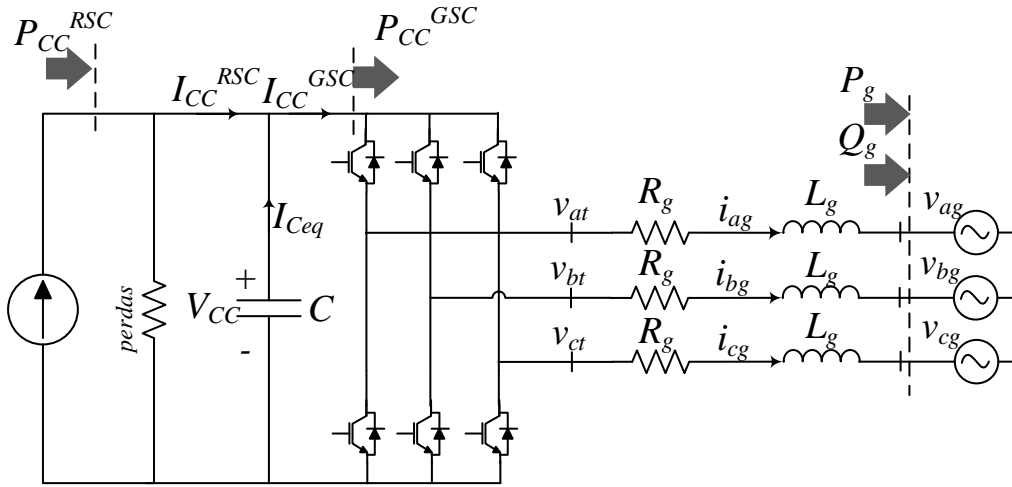 P_CC^RSC
P_CC^GSC
I_CC^RSC
I_CC^GSC
P_g
Q_g
I_Ceq
perdas
+
V_CC
-
C
v_at
R_g
i_ag
L_g
v_ag
v_bt
R_g
i_bg
L_g
v_bg
v_ct
R_g
i_cg
L_g
v_cg